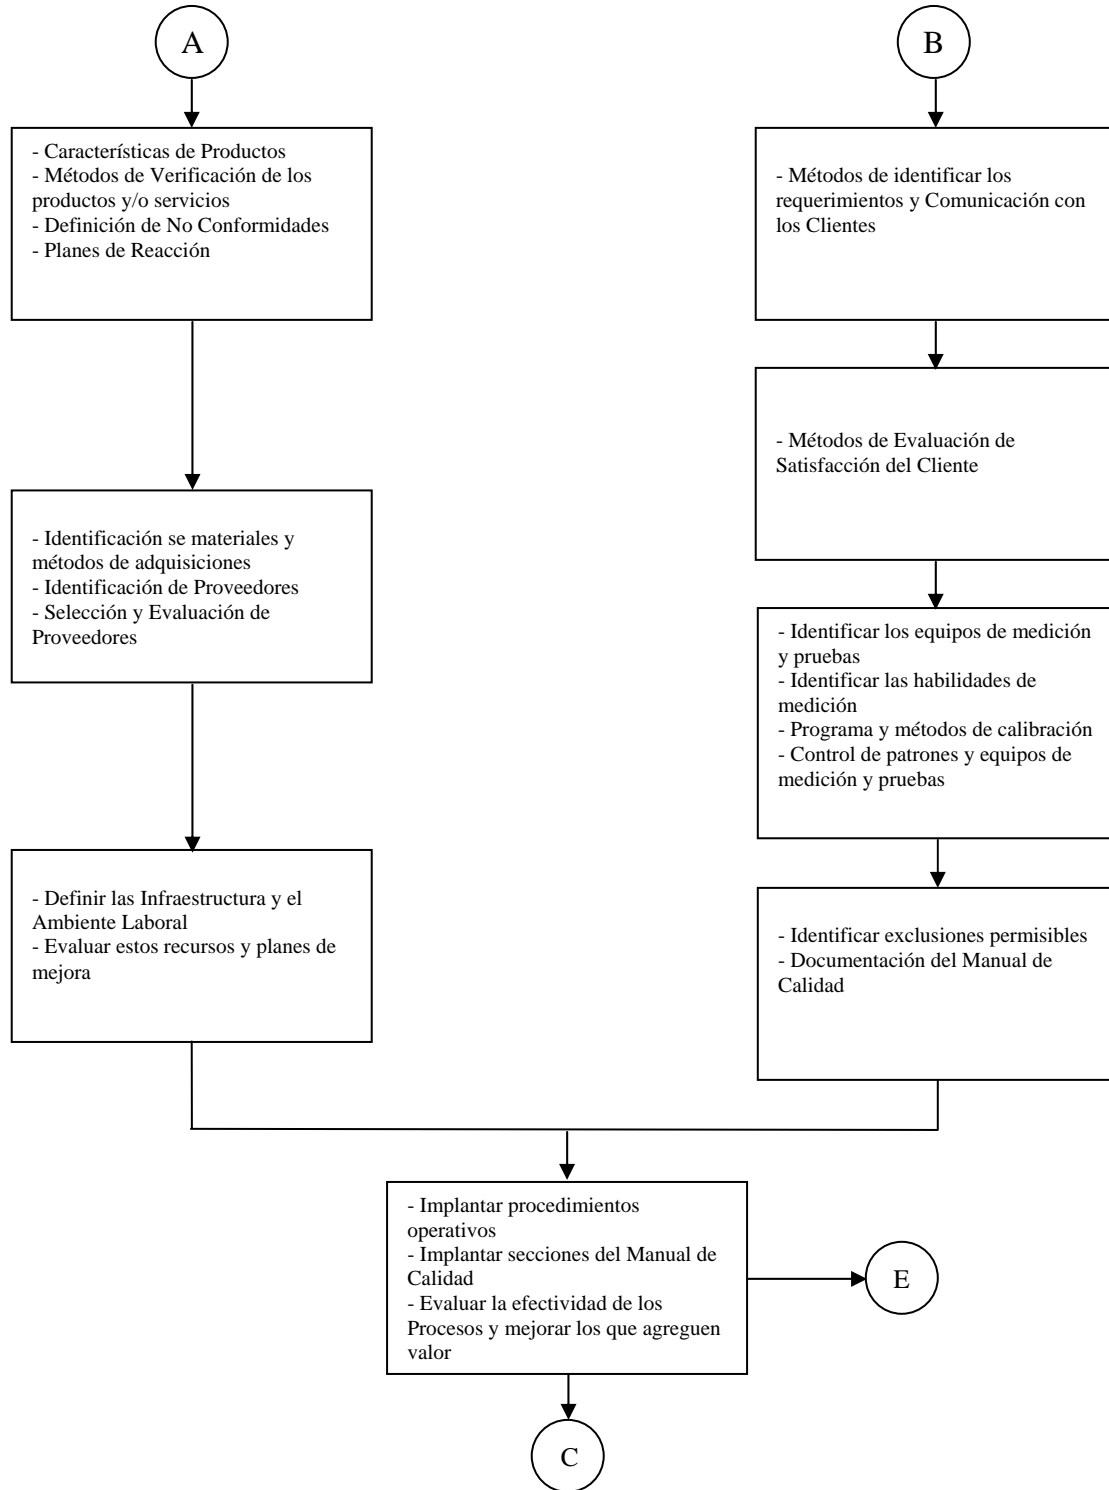 A
- Características de Productos
- Métodos de Verificación de los
productos y/o servicios
- Definición de No Conformidades
- Planes de Reacción
- Identificación se materiales y
métodos de adquisiciones
- Identificación de Proveedores
- Selección y Evaluación de
Proveedores
- Definir las Infraestructura y el
Ambiente Laboral
- Evaluar estos recursos y planes de
mejora
B
- Métodos de identificar los
requerimientos y Comunicación con
los Clientes
- Métodos de Evaluación de
Satisfacción del Cliente
- Identificar los equipos de medición
y pruebas
- Identificar las habilidades de
medición
- Programa y métodos de calibración
- Control de patrones y equipos de
medición y pruebas
- Identificar exclusiones permisibles
- Documentación del Manual de
Calidad
- Implantar procedimientos
operativos
- Implantar secciones del Manual de
Calidad
- Evaluar la efectividad de los
Procesos y mejorar los que agreguen
valor
E
C